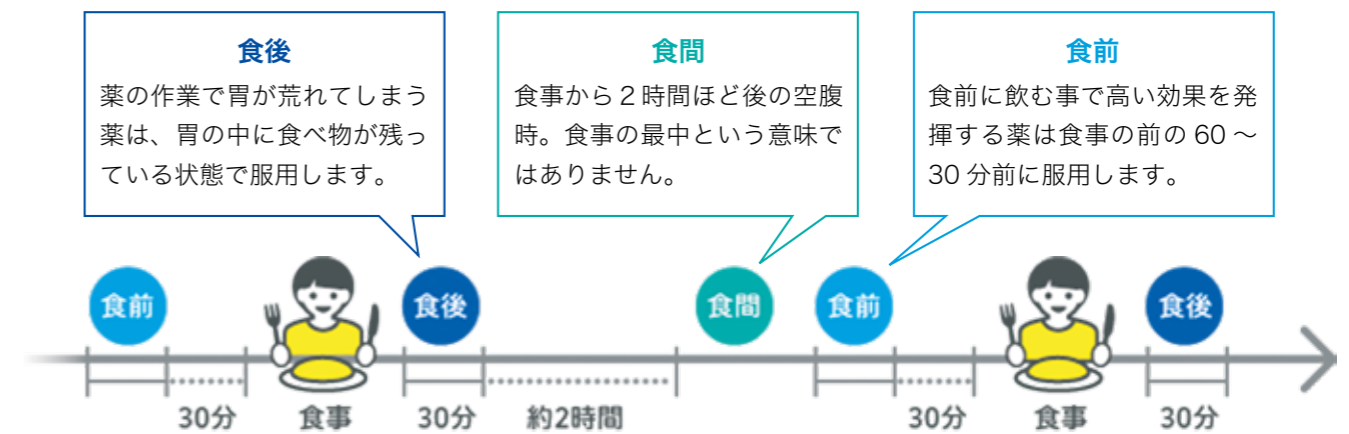 食後
薬の作業で胃が荒れてしまう
薬は、胃の中に食べ物が残っ
ている状態で服用します。
食間
食事から2時間ほど後の空腹
時。食事の最中という意味で
はありません。
食前
食前に飲む事で高い効果を発
揮する薬は食事の前の 60 ～
30 分前に服用します。
食前
食後
食間
食前
食後
30分
食事
30分
約2時間
30分
食事
30分